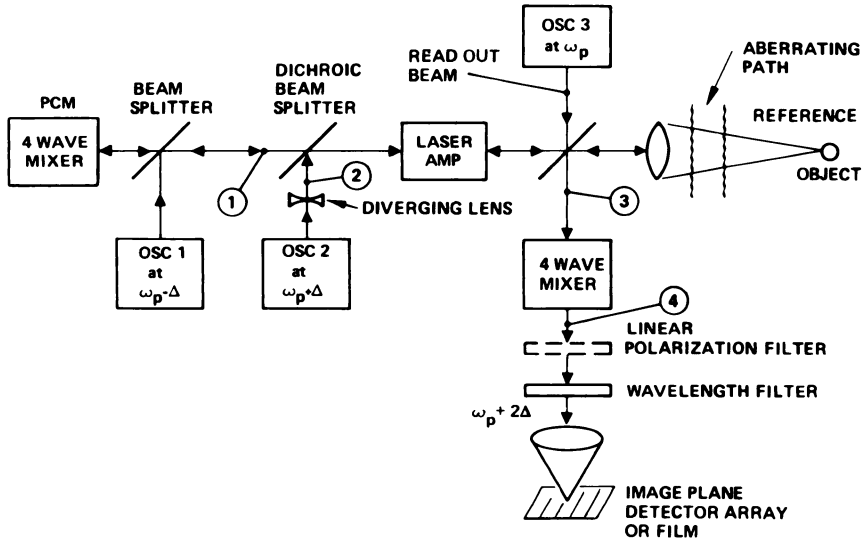 OSC 3
at ωp
READ OUT
BEAM
ABERRATING
PATH
DICHROIC
BEAM
SPLITTER
BEAM
SPLITTER
PCM
REFERENCE
4 WAVE
MIXER
LASER
AMP
OBJECT
1
2
3
DIVERGING LENS
OSC 1
at
ωp-Δ
OSC 2
at
ωp+Δ
4 WAVE
MIXER
4
LINEAR
POLARIZATION FILTER
WAVELENGTH FILTER
ωp + 2Δ
IMAGE PLANE
DETECTOR ARRAY
OR FILM